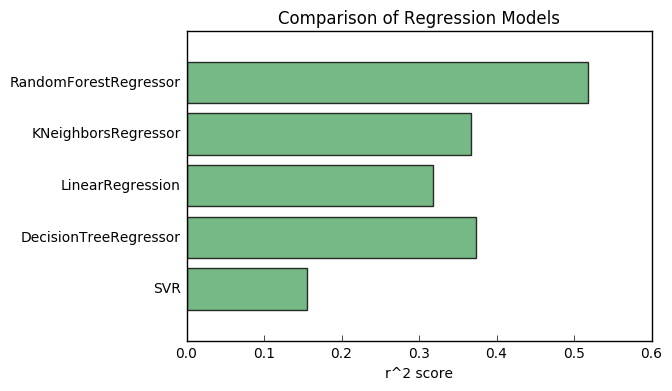 Comparison of Regression Models
RandomForestRegressor
KNeighborsRegressor
LinearRegression
DecisionTreeRegressor
SVR
0.0 0.1 0.2 0.3 0.4 0.5 0.6
r^2 score